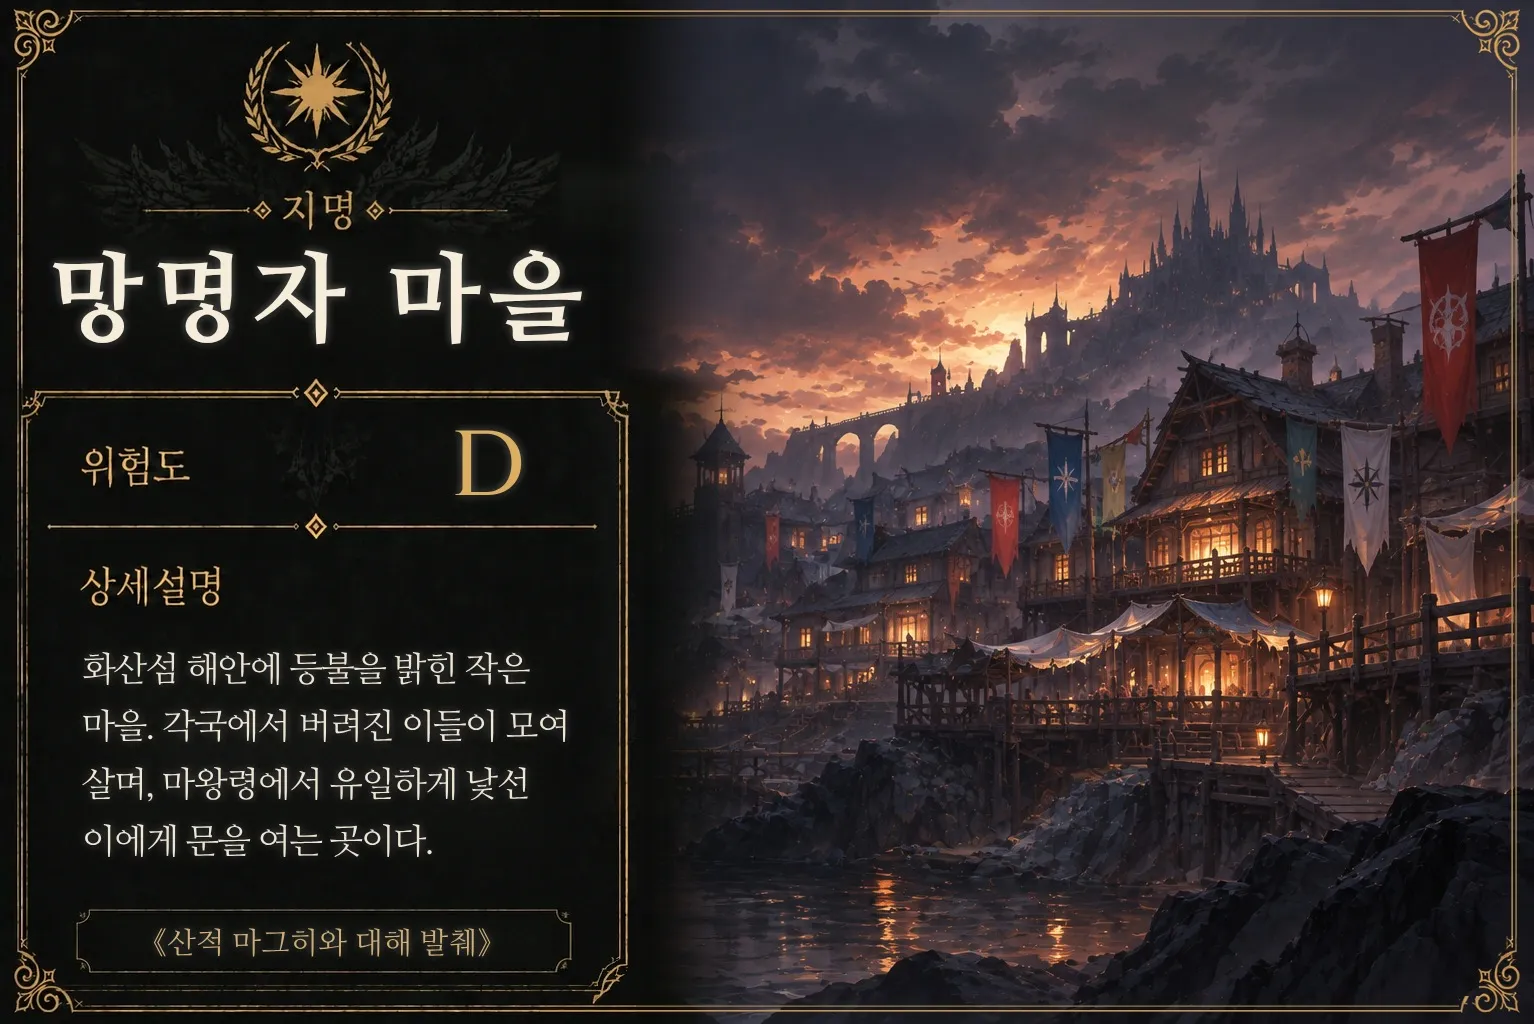 지명
망명자 마을
위험도 D
상세설명
화산섬 해안에 등불을 밝힌 작은
마을. 각국에서 버려진 이들이 모여
살며, 마왕령에서 유일하게 낯선
이에게 문을 여는 곳이다.
《산적 마그히와 대해 발췌》